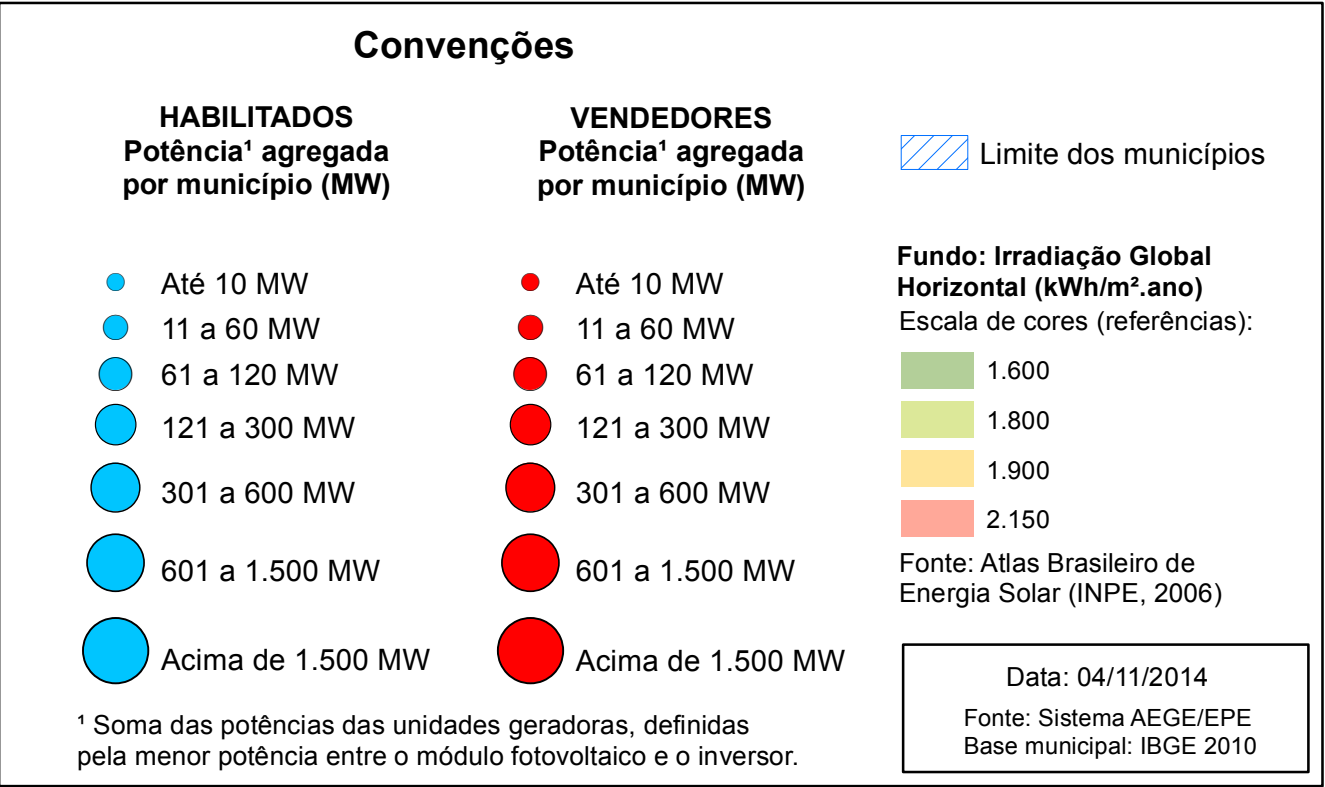 Convenções
HABILITADOS
Potência¹ agregada
por município (MW)
Até 10 MW
11 a 60 MW
61 a 120 MW
121 a 300 MW
301 a 600 MW
601 a 1.500 MW
Acima de 1.500 MW
VENDEDORES
Potência¹ agregada
por município (MW)
Até 10 MW
11 a 60 MW
61 a 120 MW
121 a 300 MW
301 a 600 MW
601 a 1.500 MW
Acima de 1.500 MW
¹ Soma das potências das unidades geradoras, definidas
pela menor potência entre o módulo fotovoltaico e o inversor.
Limite dos municípios
Fundo: Irradiação Global
Horizontal (kWh/m².ano)
Escala de cores (referências):
1.600
1.800
1.900
2.150
Fonte: Atlas Brasileiro de
Energia Solar (INPE, 2006)
Data: 04/11/2014
Fonte: Sistema AEGE/EPE
Base municipal: IBGE 2010